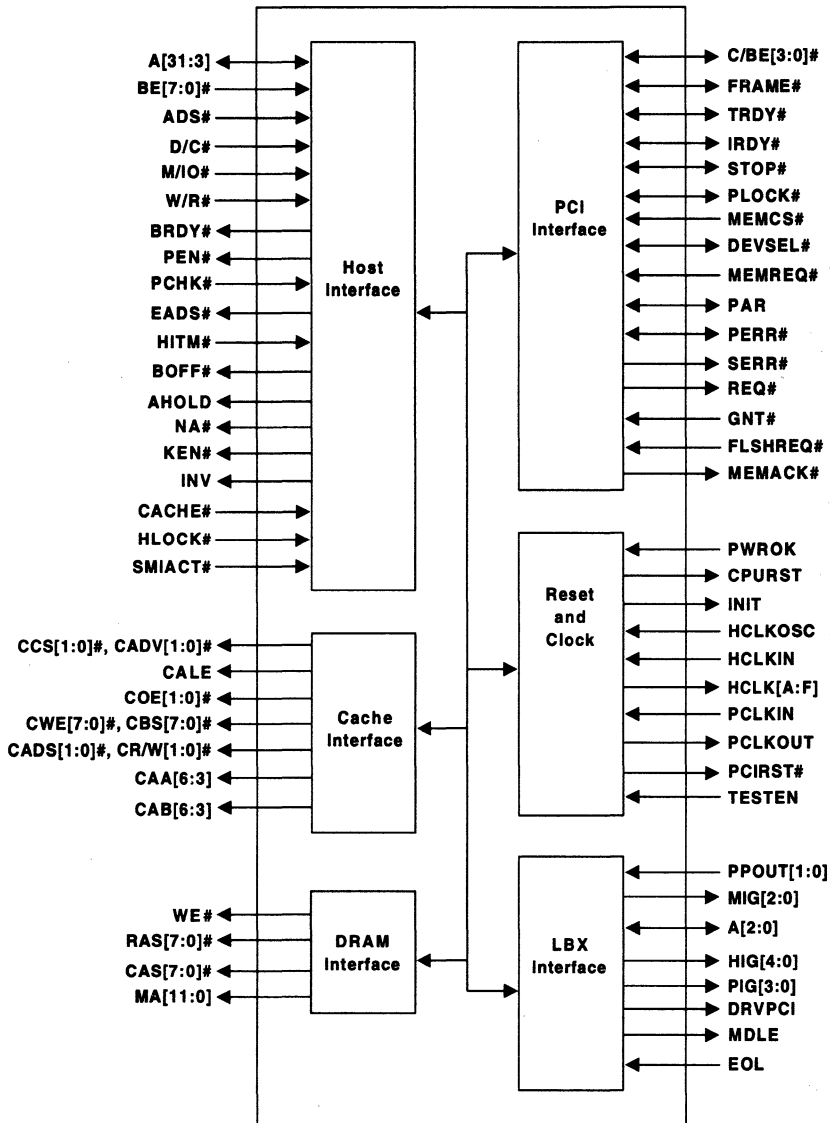 A[31:3]
BE[7:0]#
ADS#
D/C#
M/IO#
W/R#
BRDY#
PEN#
PCHK#
EADS#
HITM#
BOFF#
AHOLD
NA#
KEN#
INV
CACHE#
HLOCK#
SMIACT#
Host
Interface
CCS[1:0]#, CADV[1:0]#
CALE
COE[1:0]#
CWE[7:0]#, CBS[7:0]#
CADS[1:0]#, CR/W[1:0]#
CAA[6:3]
CAB[6:3]
Cache
Interface
WE#
RAS[7:0]#
CAS[7:0]#
MA[11:0]
DRAM
Interface
PCI
Interface
C/BE[3:0]#
FRAME#
TRDY#
IRDY#
STOP#
PLOCK#
MEMCS#
DEVSEL#
MEMREQ#
PAR
PERR#
SERR#
REQ#
GNT#
FLSHREQ#
MEMACK#
Reset
and
Clock
PWROK
CPURST
INIT
HCLKOSC
HCLKIN
HCLK[A:F]
PCLKIN
PCLKOUT
PCIRST#
TESTEN
LBX
Interface
PPOUT[1:0]
MIG[2:0]
A[2:0]
HIG[4:0]
PIG[3:0]
DRVPCI
MDLE
EOL